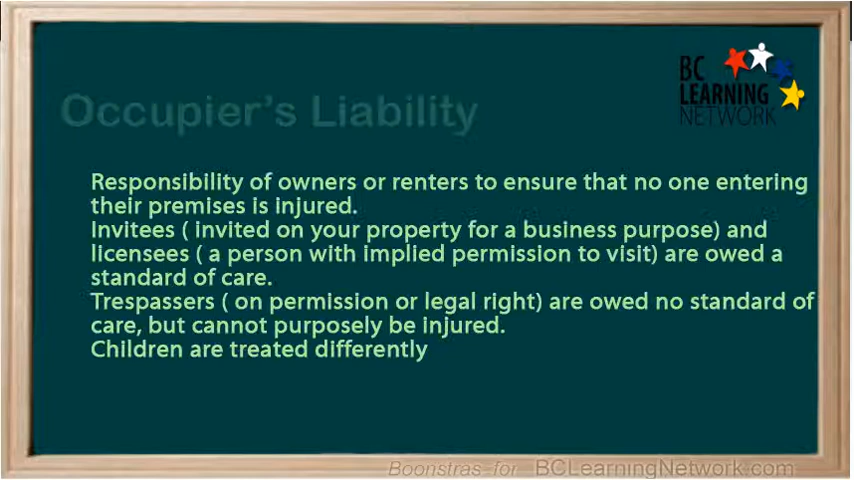 BC
LEARNING
NETWORK
Occupier's Liability
Responsibility of owners or renters to ensure that no one entering
their premises is injured.
Invitees ( invited on your property for a business purpose) and
licensees ( a person with implied permission to visit) are owed a
standard of care.
Trespassers ( on permission or legal right) are owed no standard of
care, but cannot purposely be injured.
Children are treated differently
Boonstras for BCLearningNetwork.com